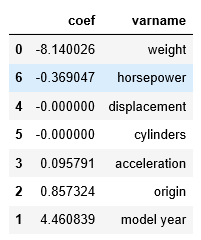 coef varname
0 -8.140026 weight
6 -0.369047 horsepower
4 -0.000000 displacement
5 -0.000000 cylinders
3 0.095791 acceleration
2 0.857324 origin
1 4.460839 model year